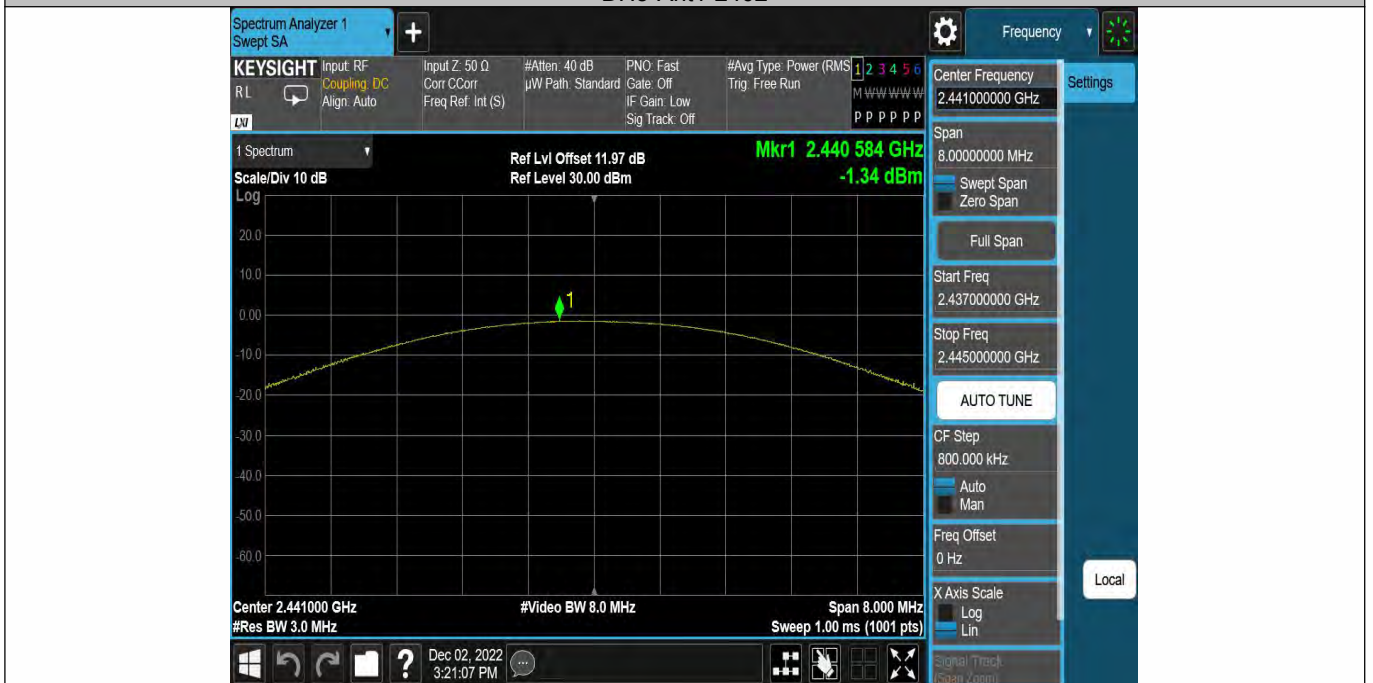 Spectrum Analyzer 1
Swept SA
+
Frequency
KEYSIGHT
RL
LXI
Input: RF
Coupling: DC
Align: Auto
Input Z: 50 Ω
Corr CCorr
Freq Ref: Int (S)
#Atten: 40 dB
µW Path: Standard
PNO: Fast
Gate: Off
IF Gain: Low
Sig Track: Off
#Avg Type: Power (RMS
Trig: Free Run
1 2 3 4 5 6
M W W W W W
P P P P P P
Center Frequency
2.441000000 GHz
Settings
1 Spectrum
Scale/Div 10 dB
Ref Lvl Offset 11.97 dB
Ref Level 30.00 dBm
Mkr1 2.440 584 GHz
-1.34 dBm
Log
20.0
10.0
0.00
-10.0
-20.0
-30.0
-40.0
-50.0
-60.0
1
Center 2.441000 GHz
#Res BW 3.0 MHz
#Video BW 8.0 MHz
Span 8.000 MHz
Sweep 1.00 ms (1001 pts)
Span
8.00000000 MHz
Swept Span
Zero Span
Full Span
Start Freq
2.437000000 GHz
Stop Freq
2.445000000 GHz
AUTO TUNE
CF Step
800.000 kHz
Auto
Man
Freq Offset
0 Hz
X Axis Scale
Log
Lin
Signal Track
(Span Zoom)
Local
?
Dec 02, 2022
3:21:07 PM